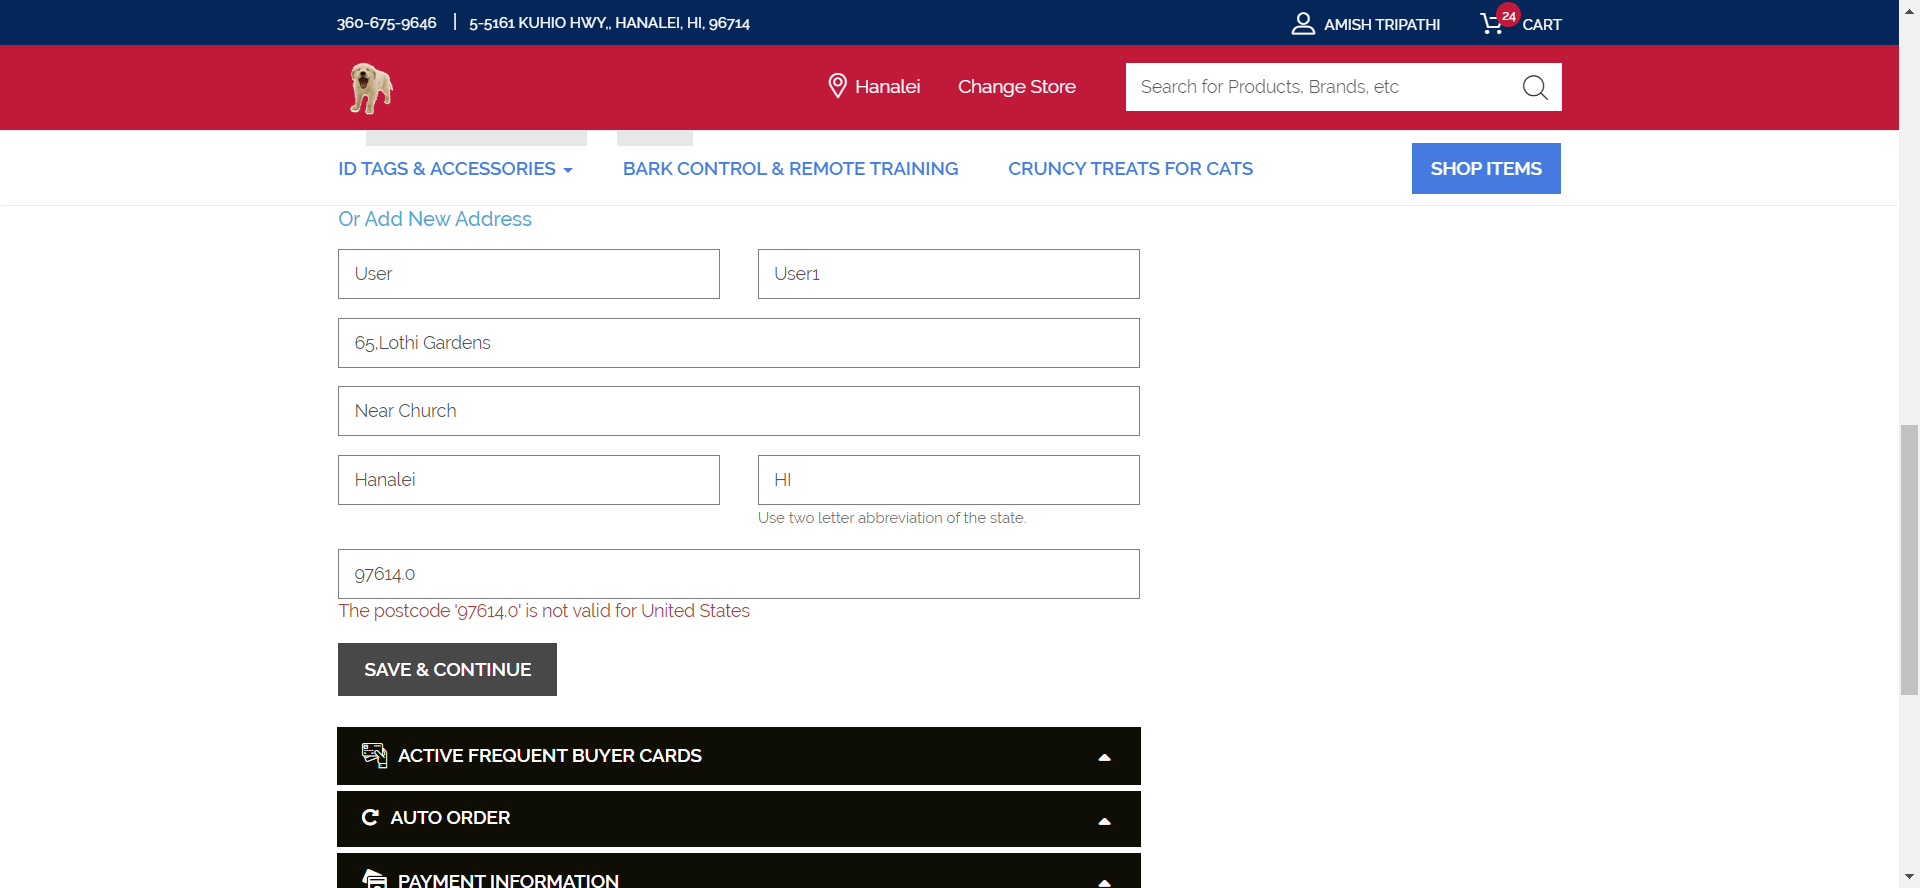 360-675-9646 | 5-5161 KUHIO HWY,, HANALEI, HI, 96714
AMISH TRIPATHI
24
CART
Hanalei
Change Store
Search for Products, Brands, etc
ID TAGS & ACCESSORIES
BARK CONTROL & REMOTE TRAINING
CRUNCY TREATS FOR CATS
SHOP ITEMS
Or Add New Address
User
User1
65,Lothi Gardens
Near Church
Hanalei
HI
Use two letter abbreviation of the state.
97614.0
The postcode '97614.0' is not valid for United States
SAVE & CONTINUE
ACTIVE FREQUENT BUYER CARDS
AUTO ORDER
PAYMENT INFORMATION